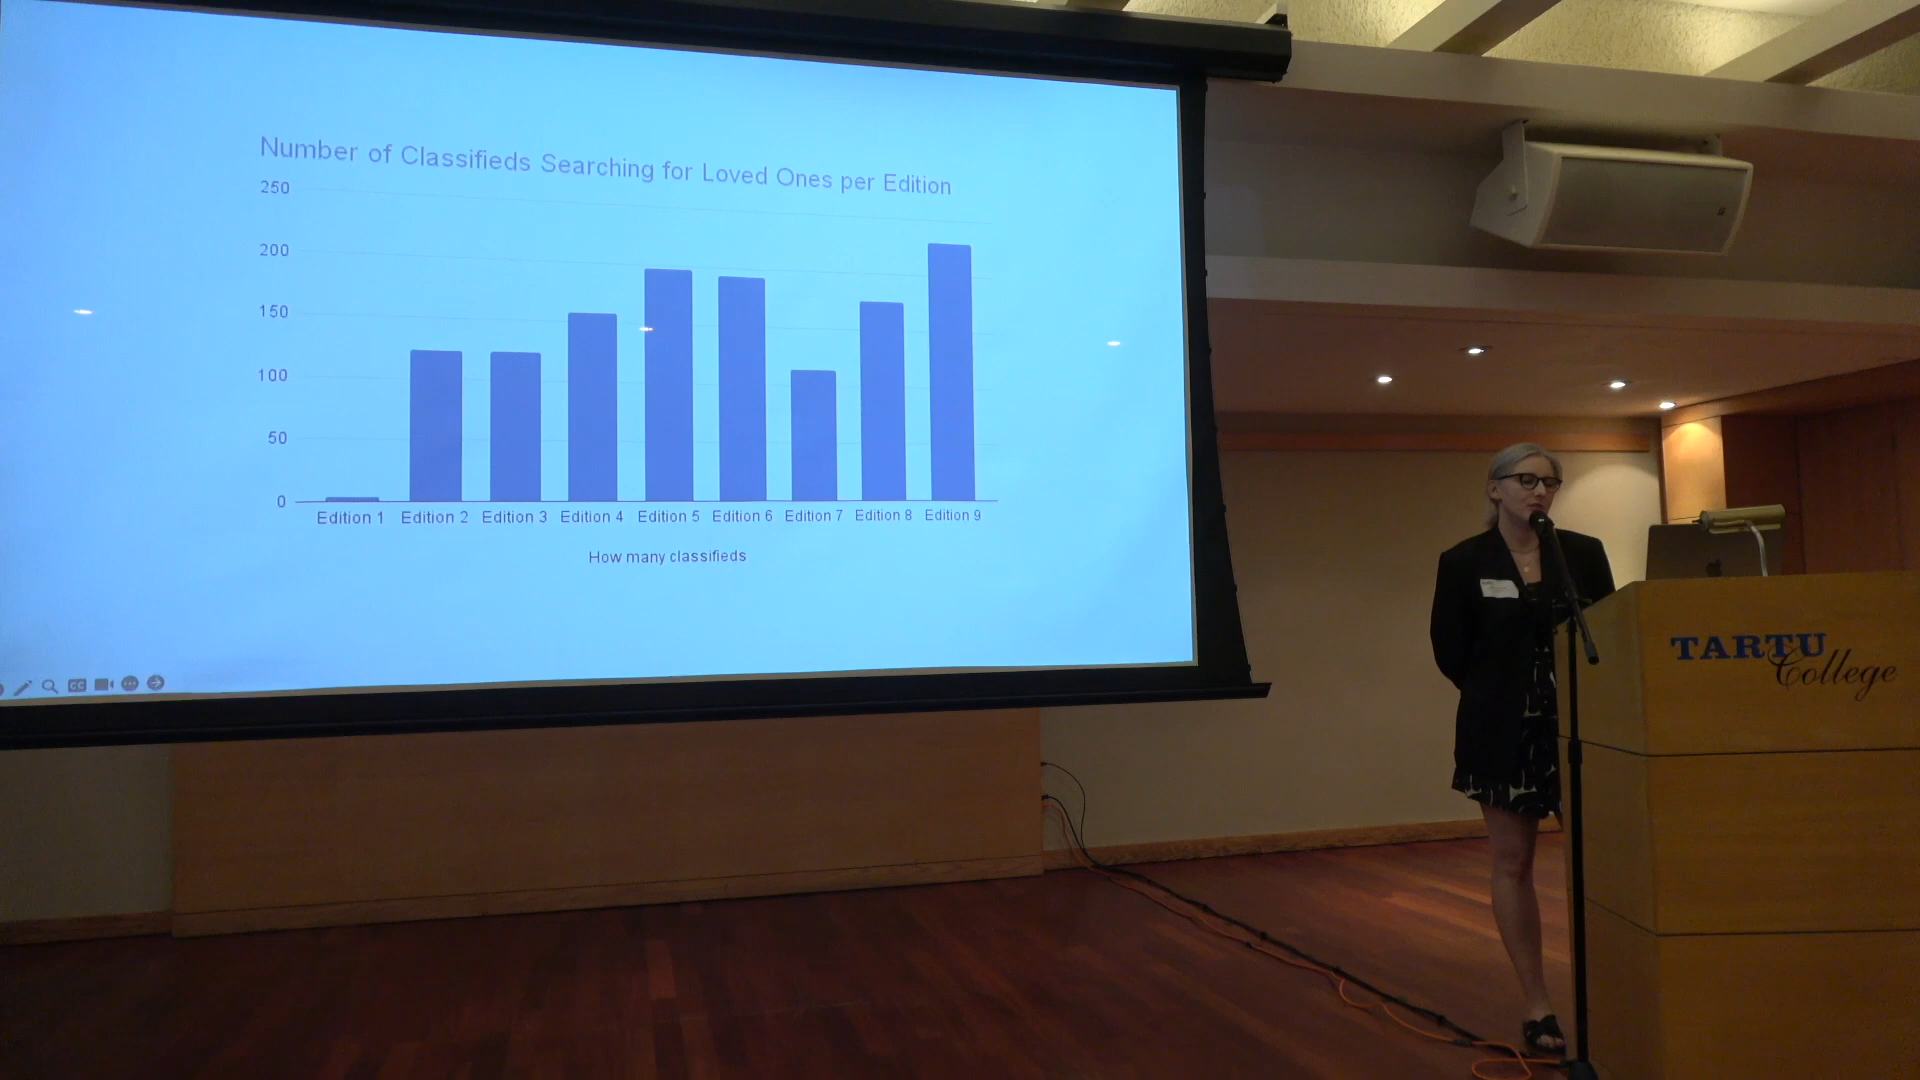 Number of Classifieds Searching for Loved Ones per Edition
250
200
150
100
50
0
Edition 1 Edition 2 Edition 3 Edition 4 Edition 5 Edition 6 Edition 7 Edition 8 Edition 9
How many classifieds
CC
TARTU
College